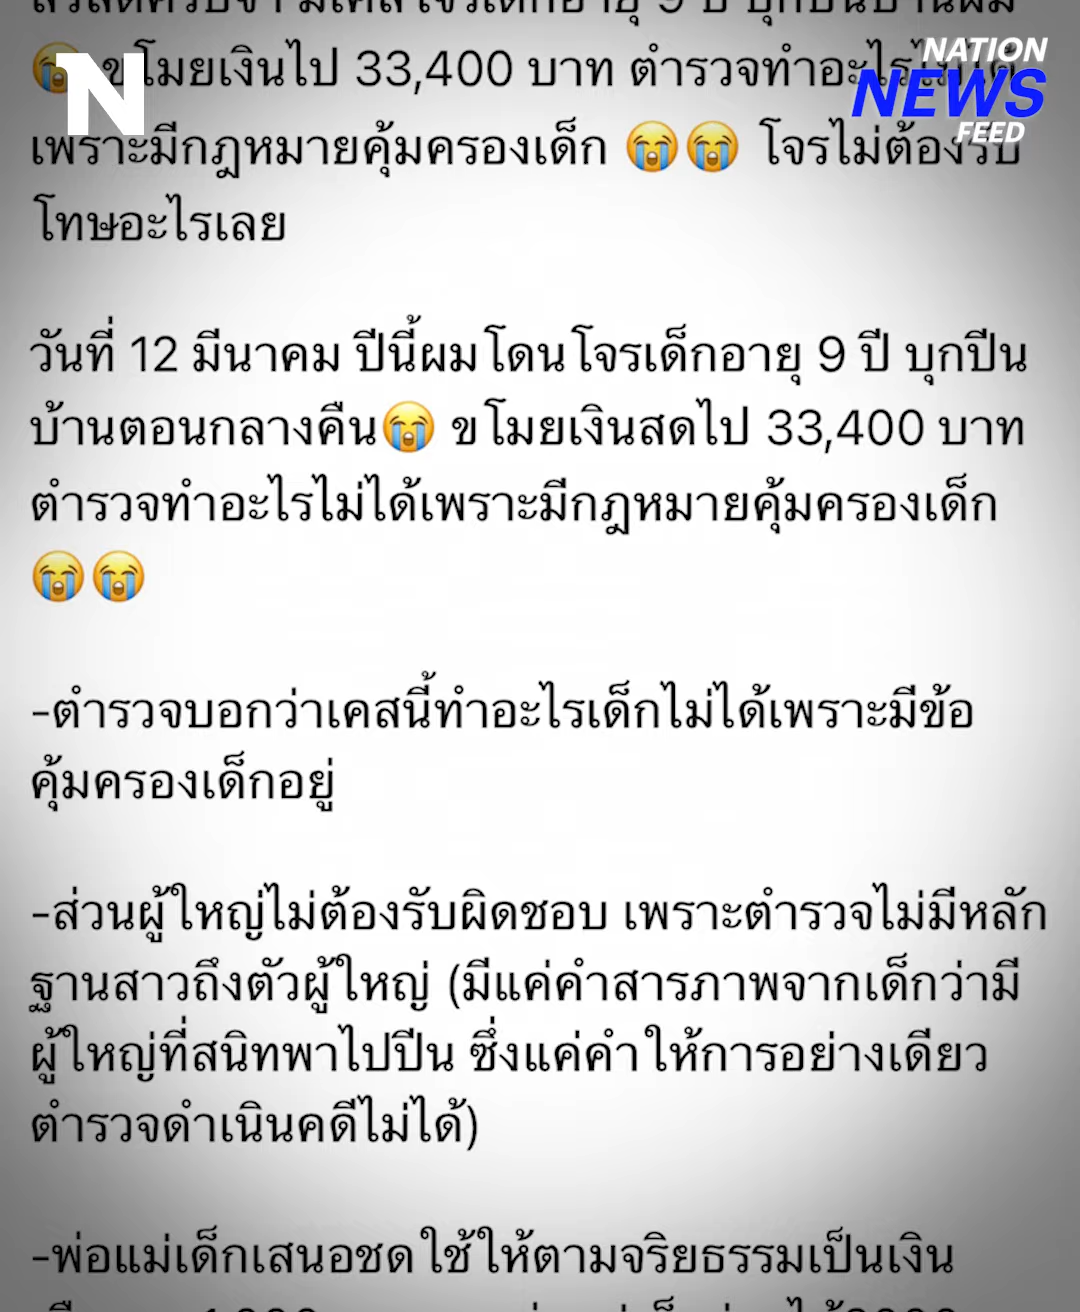 ขโมยเงินไป 33,400 บาท ตำรวจทำอะไรไม่ได้
เพราะมีกฎหมายคุ้มครองเด็ก 😭😭 โจรไม่ต้องรับ
โทษอะไรเลย
วันที่ 12 มีนาคม ปีนี้ผมโดนโจรเด็กอายุ 9 ปี บุกปีน
บ้านตอนกลางคืน😭 ขโมยเงินสดไป 33,400 บาท
ตำรวจทำอะไรไม่ได้เพราะมีกฎหมายคุ้มครองเด็ก
😭😭
-ตำรวจบอกว่าเคสนี้ทำอะไรเด็กไม่ได้เพราะมีข้อ
คุ้มครองเด็กอยู่
-ส่วนผู้ใหญ่ไม่ต้องรับผิดชอบ เพราะตำรวจไม่มีหลัก
ฐานสาวถึงตัวผู้ใหญ่ (มีแค่คำสารภาพจากเด็กว่ามี
ผู้ใหญ่ที่สนิทพาไปปีน ซึ่งแค่คำให้การอย่างเดียว
ตำรวจดำเนินคดีไม่ได้)
-พ่อแม่เด็กเสนอชดใช้ให้ตามจริยธรรมเป็นเงิน
N
NATION
NEWS
FEED